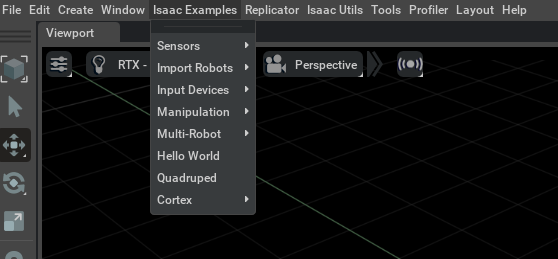 File Edit Create Window Isaac Examples Replicator Isaac Utils Tools Profiler Layout Help
Viewport
RTX - Perspective
Sensors
Import Robots
Input Devices
Manipulation
Multi-Robot
Hello World
Quadruped
Cortex